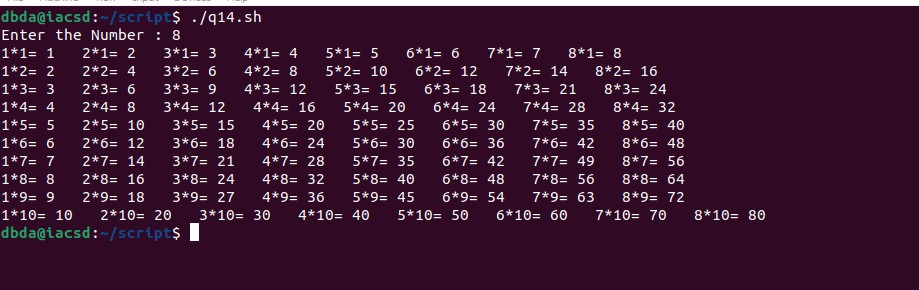 dbda@iacsd:~/script$ ./q14.sh
Enter the Number : 8
1*1= 1   2*1= 2   3*1= 3   4*1= 4   5*1= 5   6*1= 6   7*1= 7   8*1= 8
1*2= 2   2*2= 4   3*2= 6   4*2= 8   5*2= 10   6*2= 12   7*2= 14   8*2= 16
1*3= 3   2*3= 6   3*3= 9   4*3= 12   5*3= 15   6*3= 18   7*3= 21   8*3= 24
1*4= 4   2*4= 8   3*4= 12   4*4= 16   5*4= 20   6*4= 24   7*4= 28   8*4= 32
1*5= 5   2*5= 10   3*5= 15   4*5= 20   5*5= 25   6*5= 30   7*5= 35   8*5= 40
1*6= 6   2*6= 12   3*6= 18   4*6= 24   5*6= 30   6*6= 36   7*6= 42   8*6= 48
1*7= 7   2*7= 14   3*7= 21   4*7= 28   5*7= 35   6*7= 42   7*7= 49   8*7= 56
1*8= 8   2*8= 16   3*8= 24   4*8= 32   5*8= 40   6*8= 48   7*8= 56   8*8= 64
1*9= 9   2*9= 18   3*9= 27   4*9= 36   5*9= 45   6*9= 54   7*9= 63   8*9= 72
1*10= 10   2*10= 20   3*10= 30   4*10= 40   5*10= 50   6*10= 60   7*10= 70   8*10= 80
dbda@iacsd:~/script$